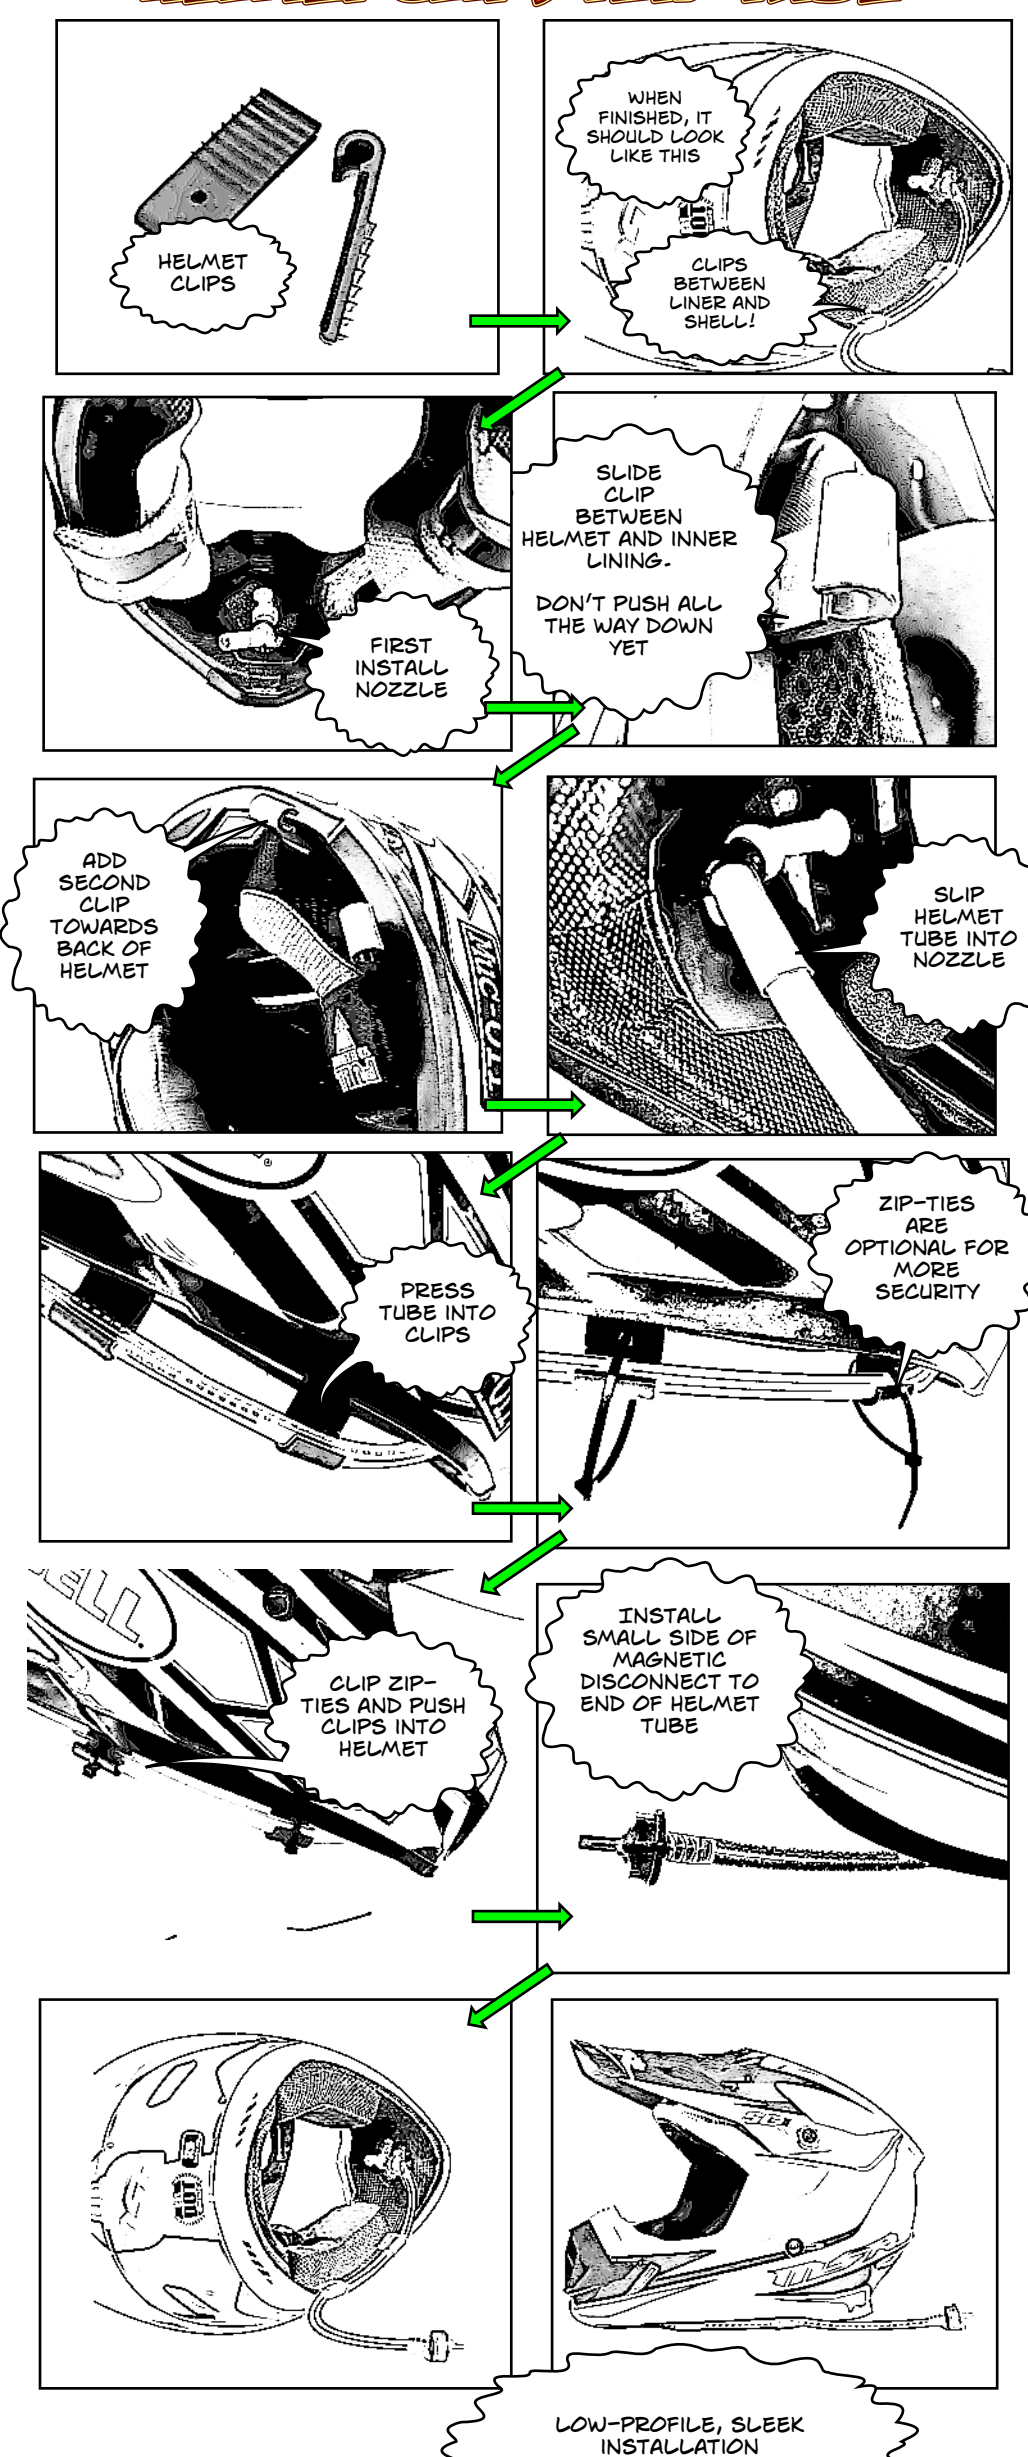 HELMET
CLIPS
WHEN
FINISHED, IT
SHOULD LOOK
LIKE THIS
DOT
CLIPS
BETWEEN
LINER AND
SHELL!
FIRST
INSTALL
NOZZLE
SLIDE
CLIP
BETWEEN
HELMET AND INNER
LINING.
DON'T PUSH ALL
THE WAY DOWN
YET
ADD
SECOND
CLIP
TOWARDS
BACK OF
HELMET
SLIP
HELMET
TUBE INTO
NOZZLE
PRESS
TUBE INTO
CLIPS
ZIP-TIES
ARE
OPTIONAL FOR
MORE
SECURITY
BELL
CLIP ZIP-
TIES AND PUSH
CLIPS INTO
HELMET
INSTALL
SMALL SIDE OF
MAGNETIC
DISCONNECT TO
END OF HELMET
TUBE
DOT
LOW-PROFILE, SLEEK
INSTALLATION